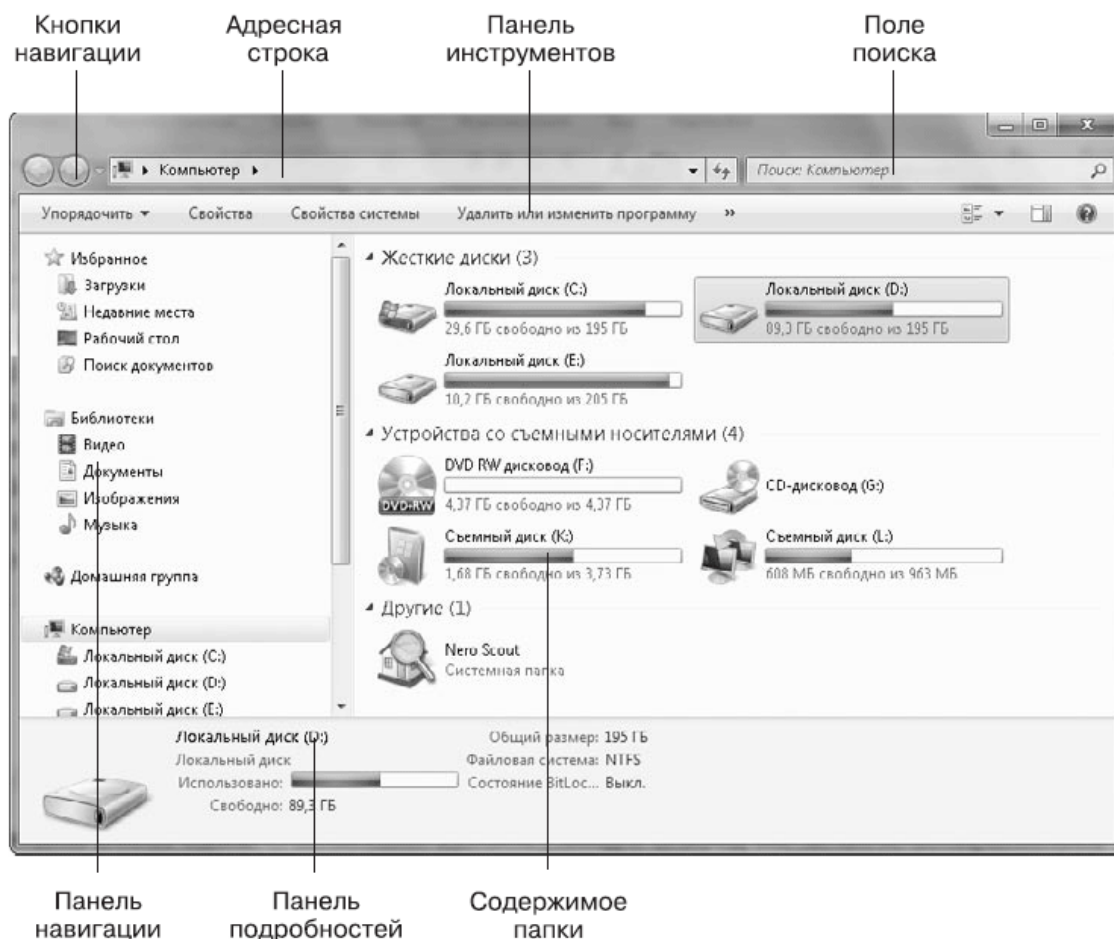 Кнопки
навигации
Адресная
строка
Панель
инструментов
Поле
поиска
Компьютер
Поиск: Компьютер
Упорядочить
Свойства
Свойства системы
Удалить или изменить программу
»
Избранное
Загрузки
Недавние места
Рабочий стол
Поиск документов
Библиотеки
Видео
Документы
Изображения
Музыка
Домашняя группа
Компьютер
Локальный диск (C:)
Локальный диск (D:)
Локальный диск (E:)
Жесткие диски (3)
Локальный диск (C:)
29,6 ГБ свободно из 195 ГБ
Локальный диск (D:)
89,3 ГБ свободно из 195 ГБ
Локальный диск (E:)
10,2 ГБ свободно из 205 ГБ
Устройства со съемными носителями (4)
DVD RW дисковод (F:)
DVD-RW
4,37 ГБ свободно из 4,37 ГБ
CD-дисковод (G:)
Съемный диск (K:)
1,68 ГБ свободно из 3,73 ГБ
Съемный диск (L:)
608 МБ свободно из 963 МБ
Другие (1)
Nero Scout
Системная папка
Локальный диск (D:)
Локальный диск
Использовано:
Свободно: 89,3 ГБ
Общий размер: 195 ГБ
Файловая система: NTFS
Состояние BitLoc... Выкл.
Панель
навигации
Панель
подробностей
Содержимое
папки